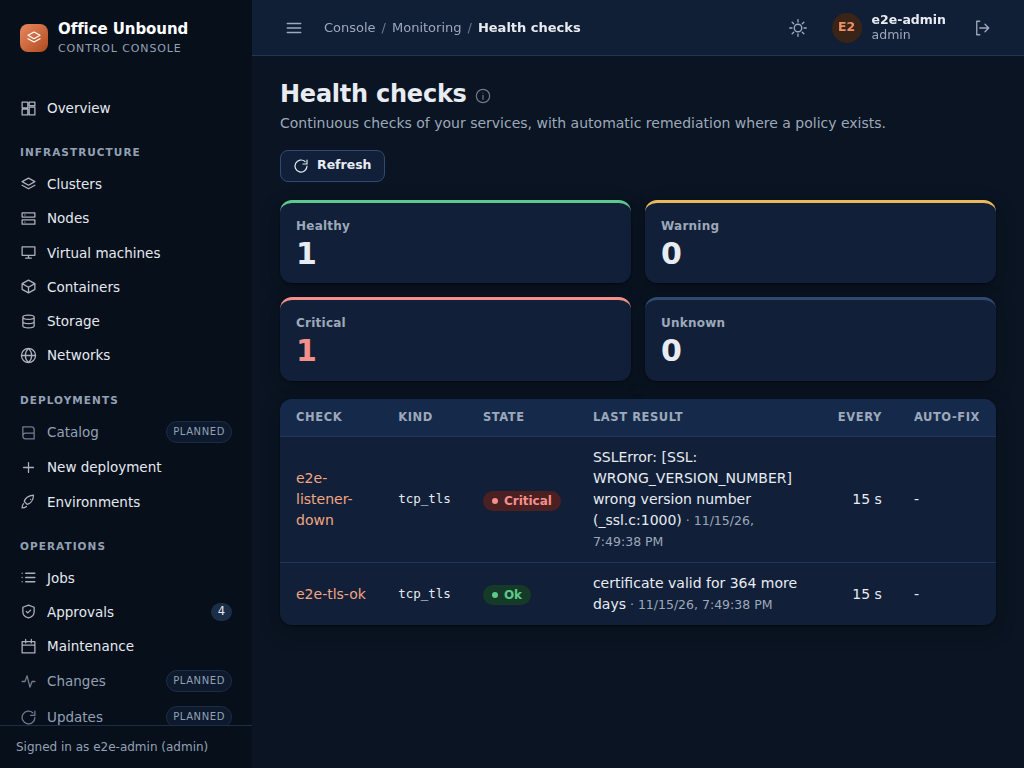 Office Unbound
CONTROL CONSOLE
Overview
INFRASTRUCTURE
Clusters
Nodes
Virtual machines
Containers
Storage
Networks
DEPLOYMENTS
Catalog PLANNED
New deployment
Environments
OPERATIONS
Jobs
Approvals 4
Maintenance
Changes PLANNED
Updates PLANNED
Signed in as e2e-admin (admin)
Console / Monitoring / Health checks
E2 e2e-admin
admin
Health checks
Continuous checks of your services, with automatic remediation where a policy exists.
Refresh
Healthy
1
Warning
0
Critical
1
Unknown
0
CHECK KIND STATE LAST RESULT EVERY AUTO-FIX
e2e-
listener-
down
tcp_tls
Critical
SSLError: [SSL:
WRONG_VERSION_NUMBER]
wrong version number
(_ssl.c:1000) · 11/15/26,
7:49:38 PM
15 s
-
e2e-tls-ok
tcp_tls
Ok
certificate valid for 364 more
days · 11/15/26, 7:49:38 PM
15 s
-